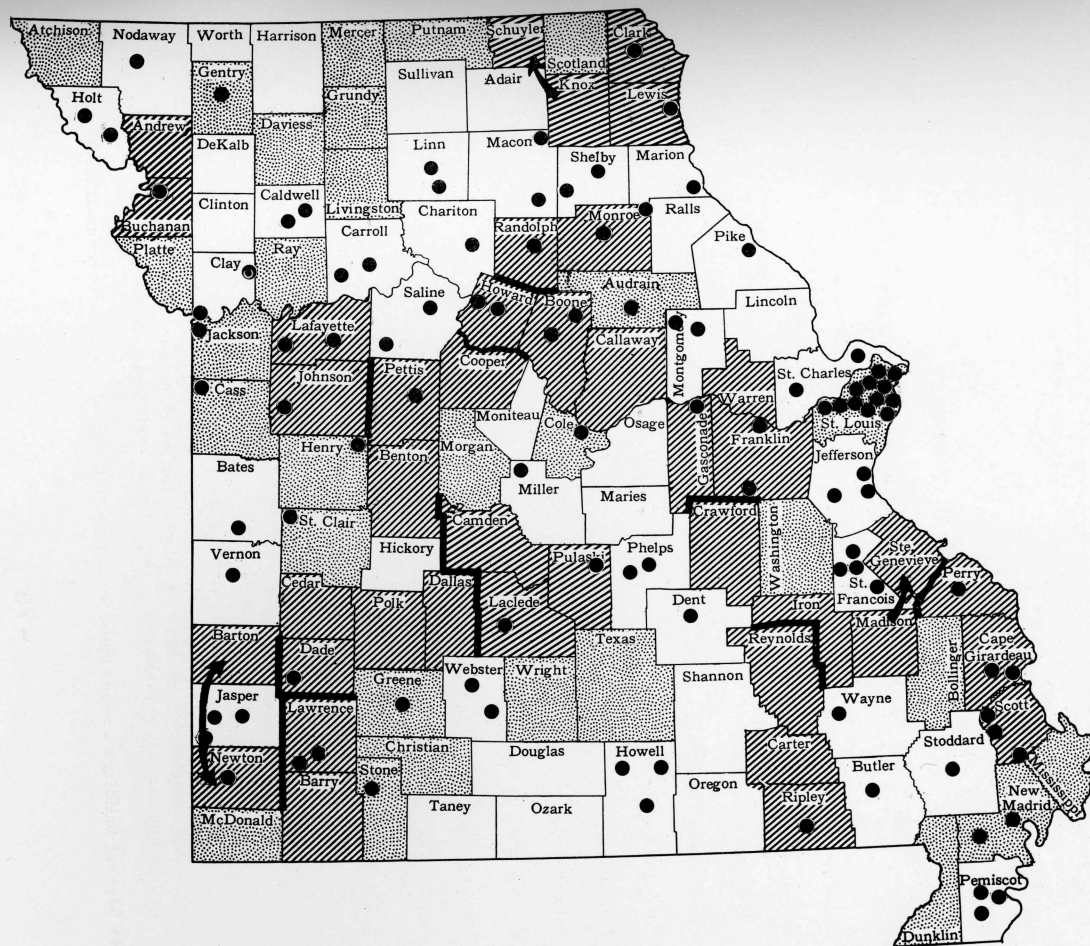 Atchison
Nodaway
Worth
Harrison
Mercer
Putnam
Schuyler
Scotland
Clark
Gentry
Sullivan
Adair
Knox
Lewis
Holt
Andrew
DeKalb
Daviess
Grundy
Linn
Macon
Shelby
Marion
Buchanan
Clinton
Caldwell
Livingston
Chariton
Randolph
Monroe
Ralls
Platte
Clay
Ray
Carroll
Saline
Howard
Boone
Audrain
Pike
Lincoln
Jackson
Lafayette
Cooper
Callaway
Montgomery
Warren
St. Charles
St. Louis
Cass
Johnson
Pettis
Moniteau
Cole
Osage
Gasconade
Franklin
Jefferson
Bates
Henry
Benton
Morgan
Miller
Maries
Crawford
Washington
Ste.
Genevieve
Perry
St.
Francois
Vernon
St. Clair
Hickory
Camden
Pulaski
Phelps
Dent
Iron
Madison
Cedar
Polk
Dallas
Laclede
Texas
Reynolds
Bollinger
Cape
Girardeau
Barton
Dade
Greene
Webster
Wright
Shannon
Wayne
Scott
Stoddard
Mississippi
Jasper
Lawrence
Christian
Douglas
Howell
Carter
Butler
New
Madrid
Newton
Barry
Stone
Taney
Ozark
Oregon
Ripley
McDonald
Pemiscot
Dunklin